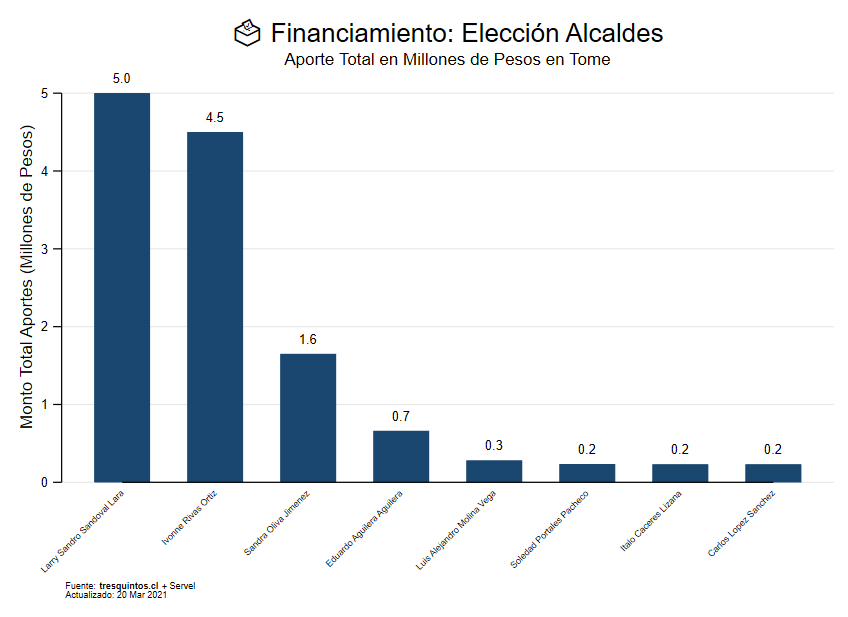 Financiamiento: Elección Alcaldes
Aporte Total en Millones de Pesos en Tome
Monto Total Aportes (Millones de Pesos)
5
4
3
2
1
0
5.0
4.5
1.6
0.7
0.3
0.2
0.2
0.2
Larry Sandro Sandoval Lara
Ivonne Rivas Ortiz
Sandra Oliva Jimenez
Eduardo Aguilera Aguilera
Luis Alejandro Molina Vega
Soledad Portales Pacheco
Italo Caceres Lizana
Carlos Lopez Sanchez
Fuente: tresquintos.cl + Servel
Actualizado: 20 Mar 2021